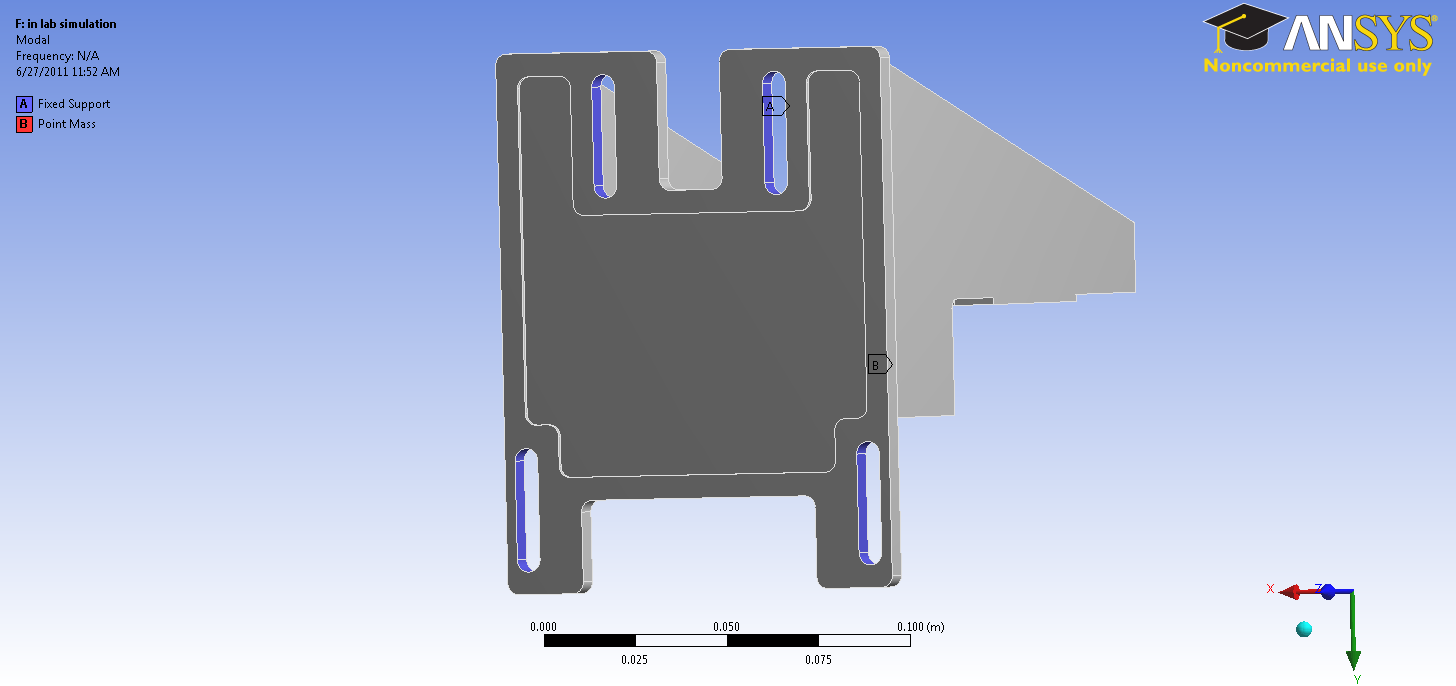 F: in lab simulation
Modal
Frequency: N/A
6/27/2011 11:52 AM
A Fixed Support
B Point Mass
ANSYS
Noncommercial use only
A
B
0.000 0.050 0.100 (m)
0.025 0.075
X Z
Y